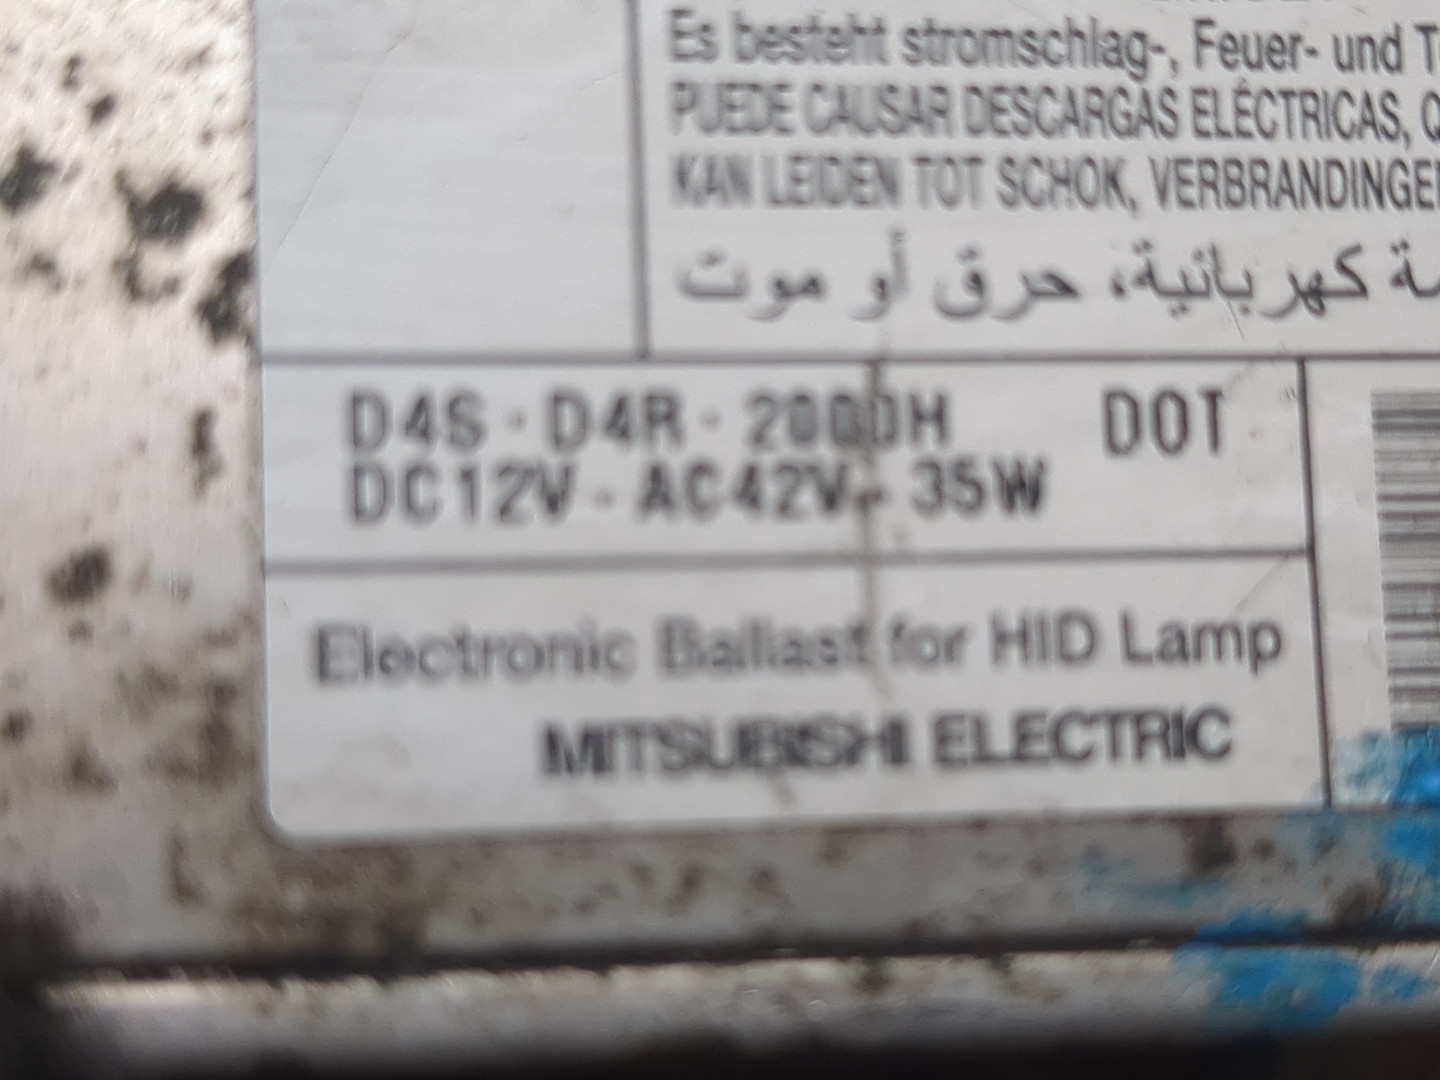 Es besteht stromschlag-, Feuer- und
PUEDE CAUSAR DESCARGAS ELÉCTRICAS,
KAN LEIDEN TOT SCHOK, VERBRANDINGE
كهربائية، حرق أو موت
D4S · D4R · 2000H DOT
DC12V · AC42V · 35W
Electronic Ballast for HID Lamp
MITSUBISHI ELECTRIC